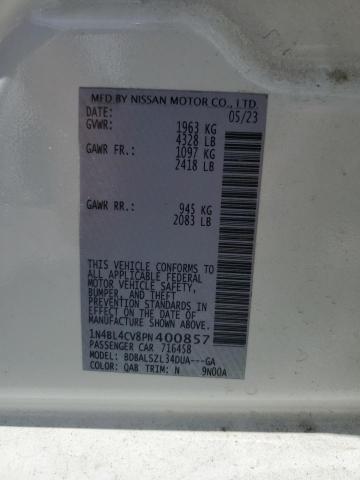 MFD BY NISSAN MOTOR CO., LTD.
DATE: 05/23
GVWR: 1963 KG
4328 LB
GAWR FR.: 1097 KG
2418 LB
GAWR RR.: 945 KG
2083 LB
THIS VEHICLE CONFORMS TO
ALL APPLICABLE FEDERAL
MOTOR VEHICLE SAFETY,
BUMPER, AND THEFT
PREVENTION STANDARDS IN
EFFECT ON THE DATE OF
MANUFACTURE SHOWN ABOVE.
1N4BL4CV8PN400857
PASSENGER CAR 716458
MODEL: BDBALSZL34DUA---GA
COLOR: QAB TRIM: N 9N00A